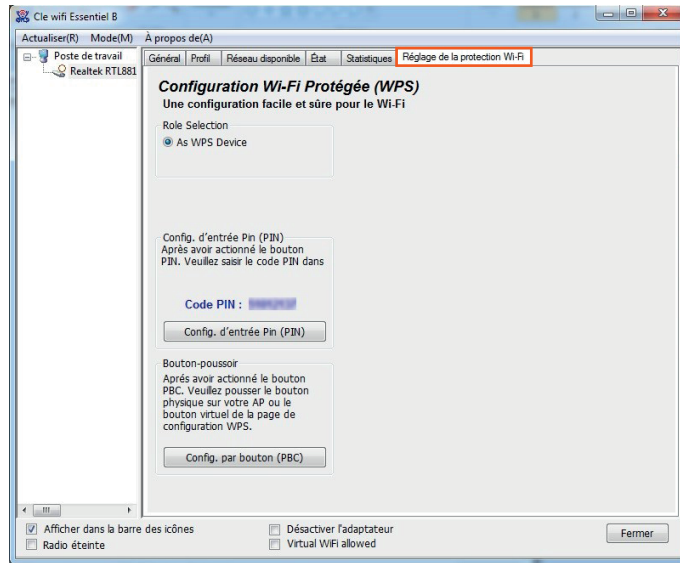 Cle wifi Essentiel B
Actualiser(R) Mode(M) À propos de(A)
Poste de travail
Realtek RTL881
Général Profil Réseau disponible État Statistiques Réglage de la protection Wi-Fi
Configuration Wi-Fi Protégée (WPS)
Une configuration facile et sûre pour le Wi-Fi
Role Selection
As WPS Device
Config. d'entrée Pin (PIN)
Après avoir actionné le bouton
PIN. Veuillez saisir le code PIN dans
Code PIN :
Config. d'entrée Pin (PIN)
Bouton-poussoir
Aprés avoir actionné le bouton
PBC. Veuillez pousser le bouton
physique sur votre AP ou le
bouton virtuel de la page de
configuration WPS.
Config. par bouton (PBC)
Afficher dans la barre des icônes
Désactiver l'adaptateur
Radio éteinte
Virtual WiFi allowed
Fermer